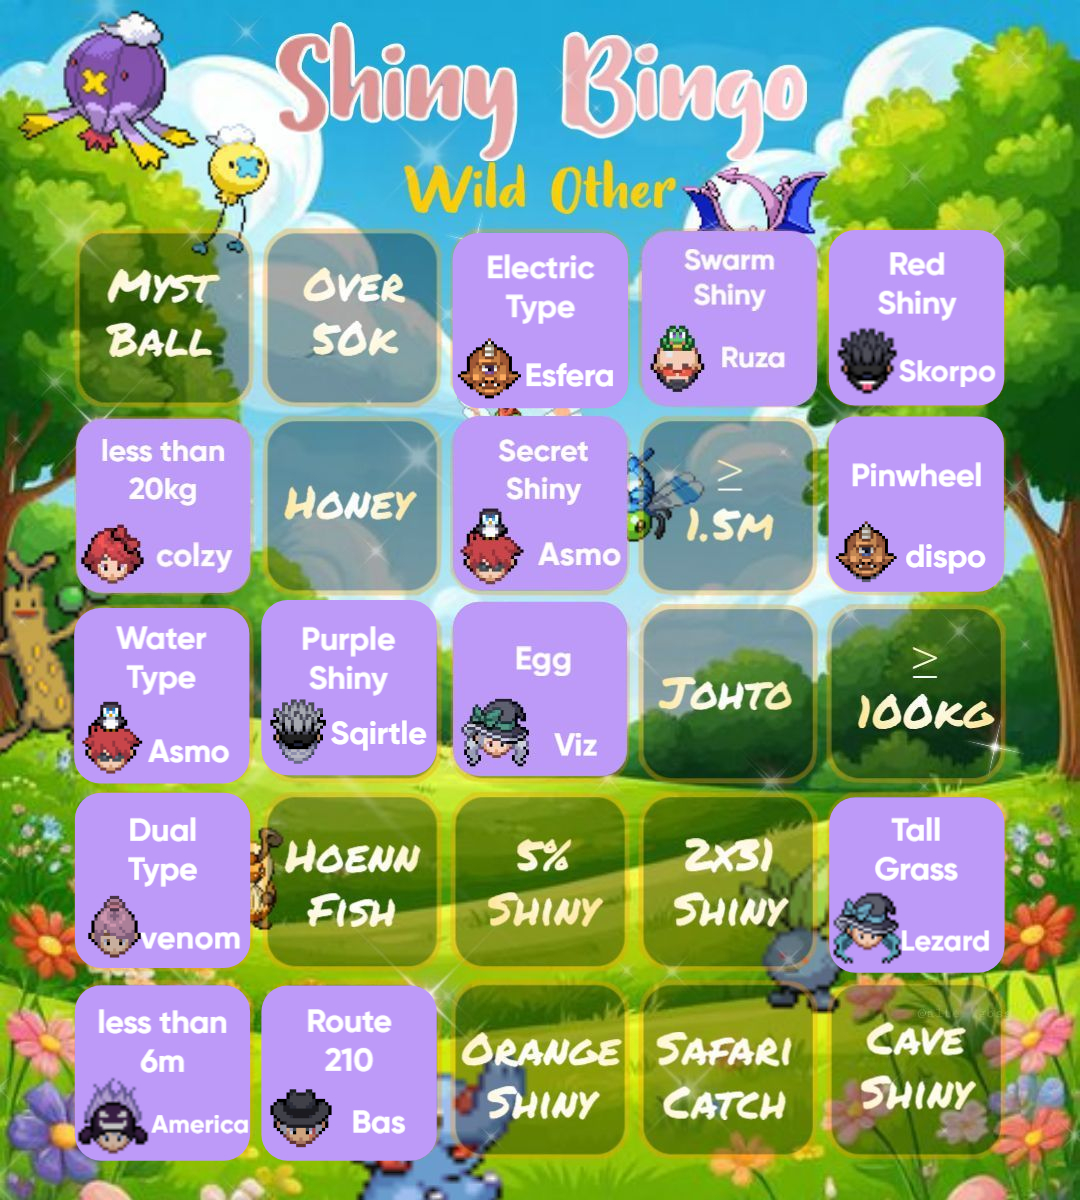 Shiny Bingo
Wild Other
MYST
BALL
OVER
50K
Electric
Type
Esfera
Swarm
Shiny
Ruza
Red
Shiny
Skorpo
less than
20kg
colzy
HONEY
Secret
Shiny
Asmo
≥
1.5M
Pinwheel
dispo
Water
Type
Asmo
Purple
Shiny
Sqirtle
Egg
Viz
JOHTO
≥
100KG
Dual
Type
venom
HOENN
FISH
5%
SHINY
2X31
SHINY
Tall
Grass
Lezard
less than
6m
America
Route
210
Bas
ORANGE
SHINY
SAFARI
CATCH
CAVE
SHINY